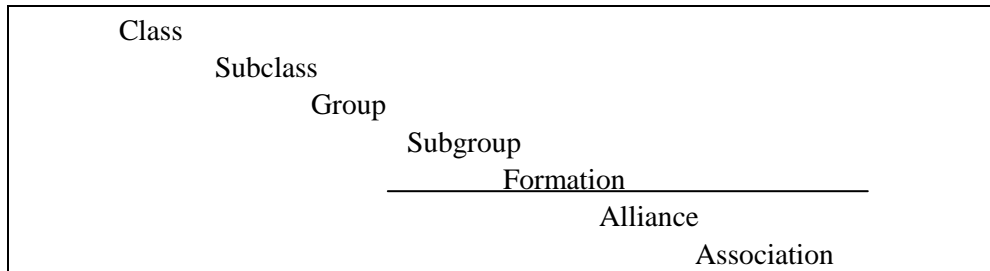 Class
Subclass
Group
Subgroup
Formation
Alliance
Association